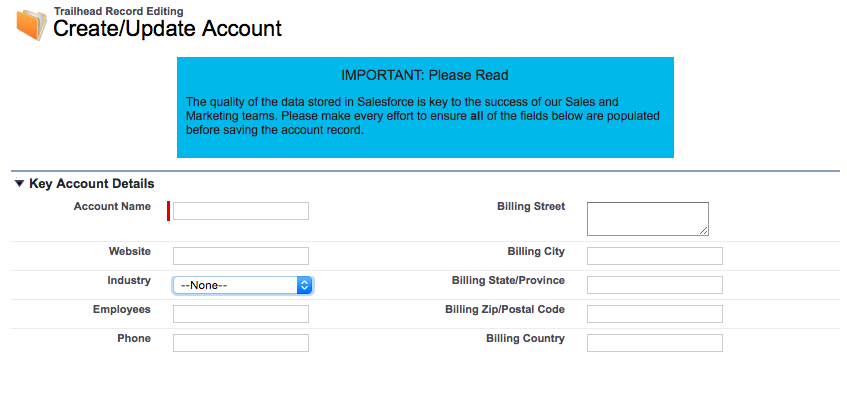 Trailhead Record Editing
Create/Update Account
IMPORTANT: Please Read
The quality of the data stored in Salesforce is key to the success of our Sales and
Marketing teams. Please make every effort to ensure all of the fields below are populated
before saving the account record.
Key Account Details
Account Name
Billing Street
Website
Billing City
Industry
--None--
Billing State/Province
Employees
Billing Zip/Postal Code
Phone
Billing Country